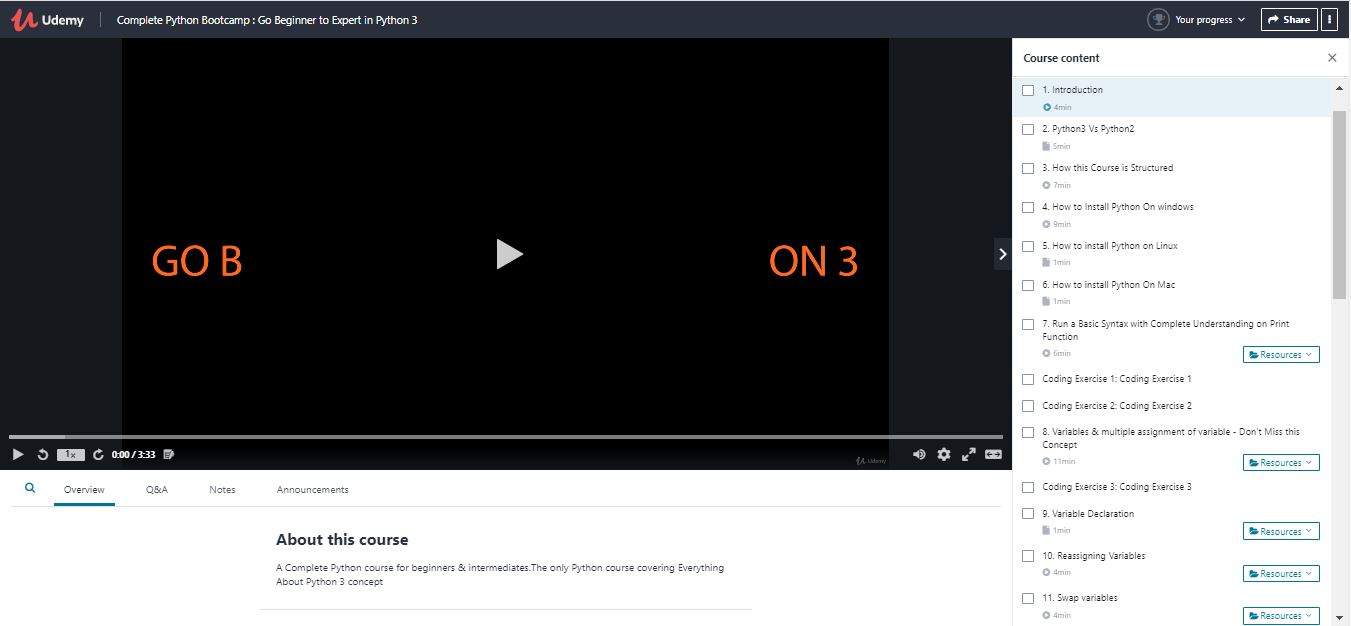 Udemy
Complete Python Bootcamp : Go Beginner to Expert in Python 3
Your progress
Share
GO B
ON 3
1x
0:00 / 3:33
Udemy
Overview
Q&A
Notes
Announcements
About this course
A Complete Python course for beginners & intermediates.The only Python course covering Everything
About Python 3 concept
Course content
1. Introduction
4min
2. Python3 Vs Python2
5min
3. How this Course is Structured
7min
4. How to Install Python On windows
9min
5. How to install Python on Linux
1min
6. How to install Python On Mac
1min
7. Run a Basic Syntax with Complete Understanding on Print
Function
6min
Resources
Coding Exercise 1: Coding Exercise 1
Coding Exercise 2: Coding Exercise 2
8. Variables & multiple assignment of variable - Don't Miss this
Concept
11min
Resources
Coding Exercise 3: Coding Exercise 3
9. Variable Declaration
1min
Resources
10. Reassigning Variables
4min
Resources
11. Swap variables
4min
Resources